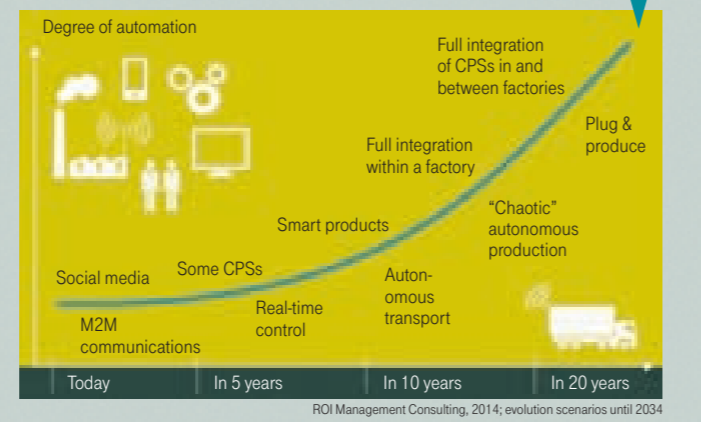 Degree of automation
Full integration
of CPSs in and
between factories
Plug &
produce
Full integration
within a factory
"Chaotic"
autonomous
production
Smart products
Social media
Some CPSs
Auton-
omous
transport
Real-time
control
M2M
communications
Today
In 5 years
In 10 years
In 20 years
ROI Management Consulting, 2014; evolution scenarios until 2034